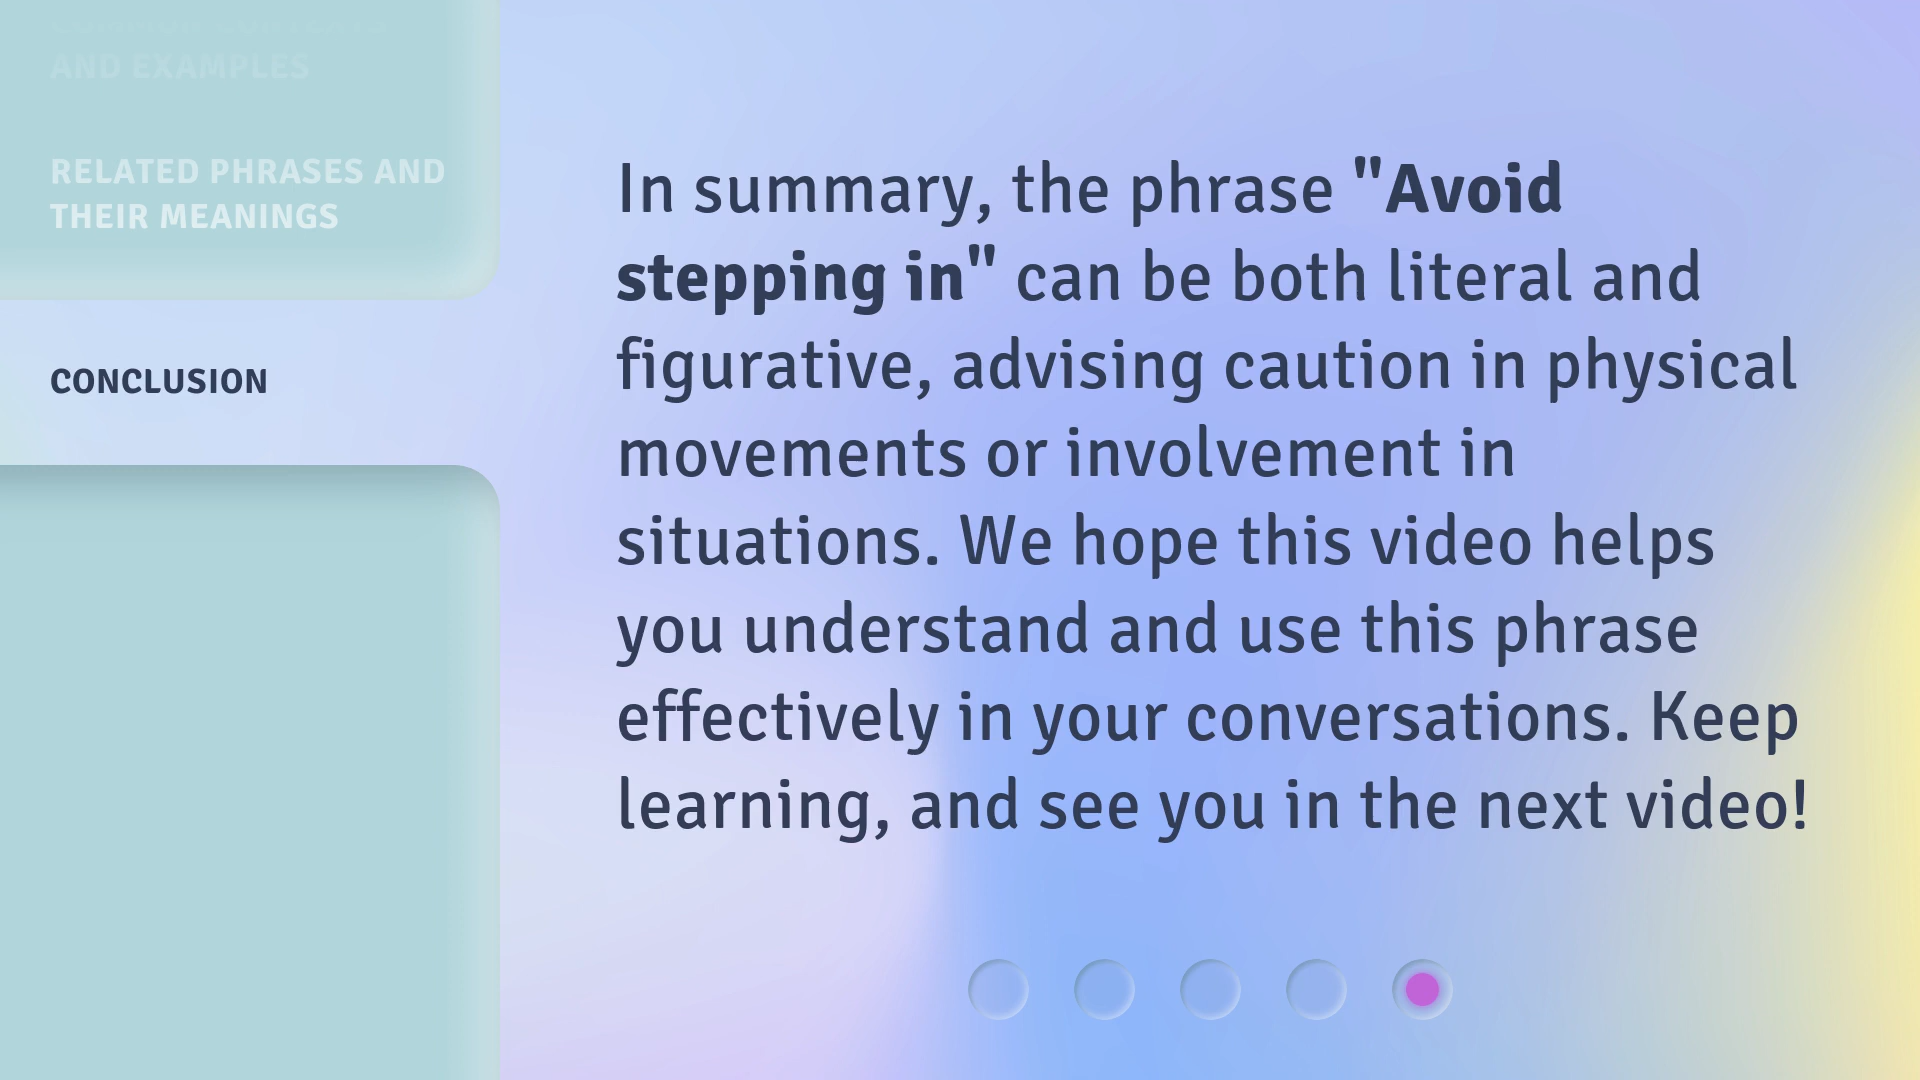 AND EXAMPLES
RELATED PHRASES AND
THEIR MEANINGS
CONCLUSION
In summary, the phrase "Avoid
stepping in" can be both literal and
figurative, advising caution in physical
movements or involvement in
situations. We hope this video helps
you understand and use this phrase
effectively in your conversations. Keep
learning, and see you in the next video!